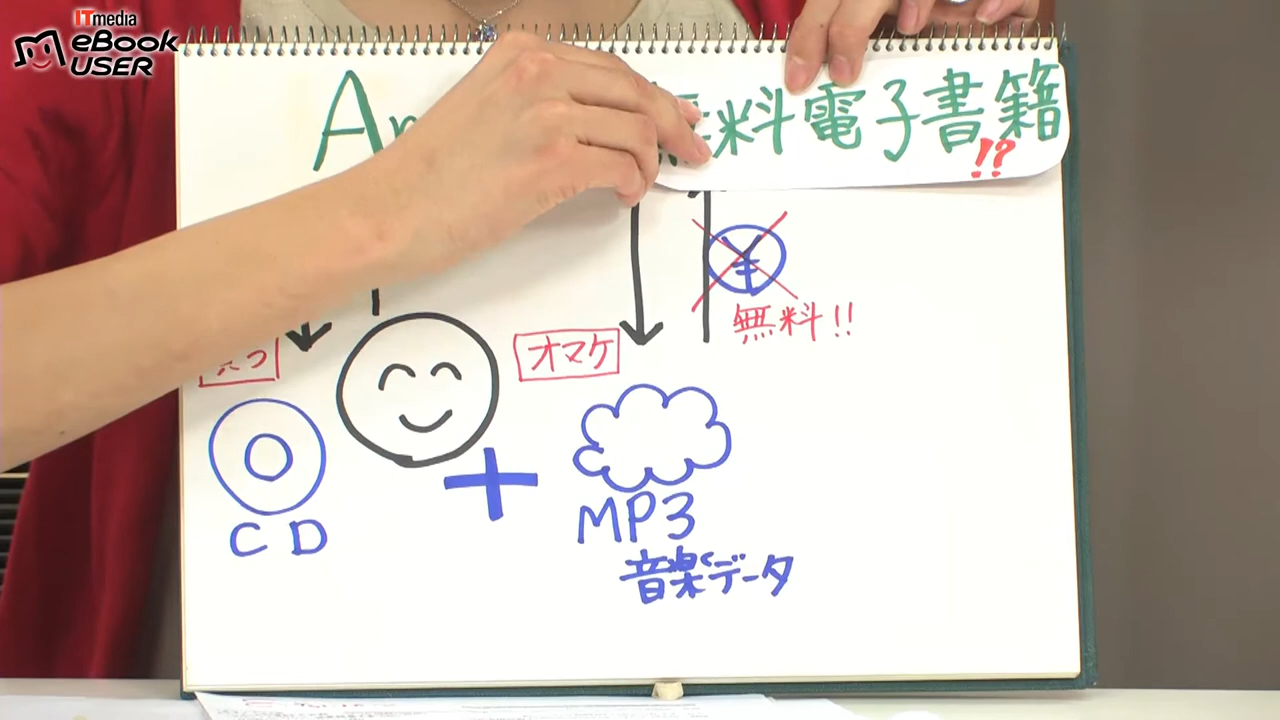 ITmedia
eBook
USER
無料電子書籍
!?
¥
無料!!
オマケ
CD
+
MP3
音楽データ